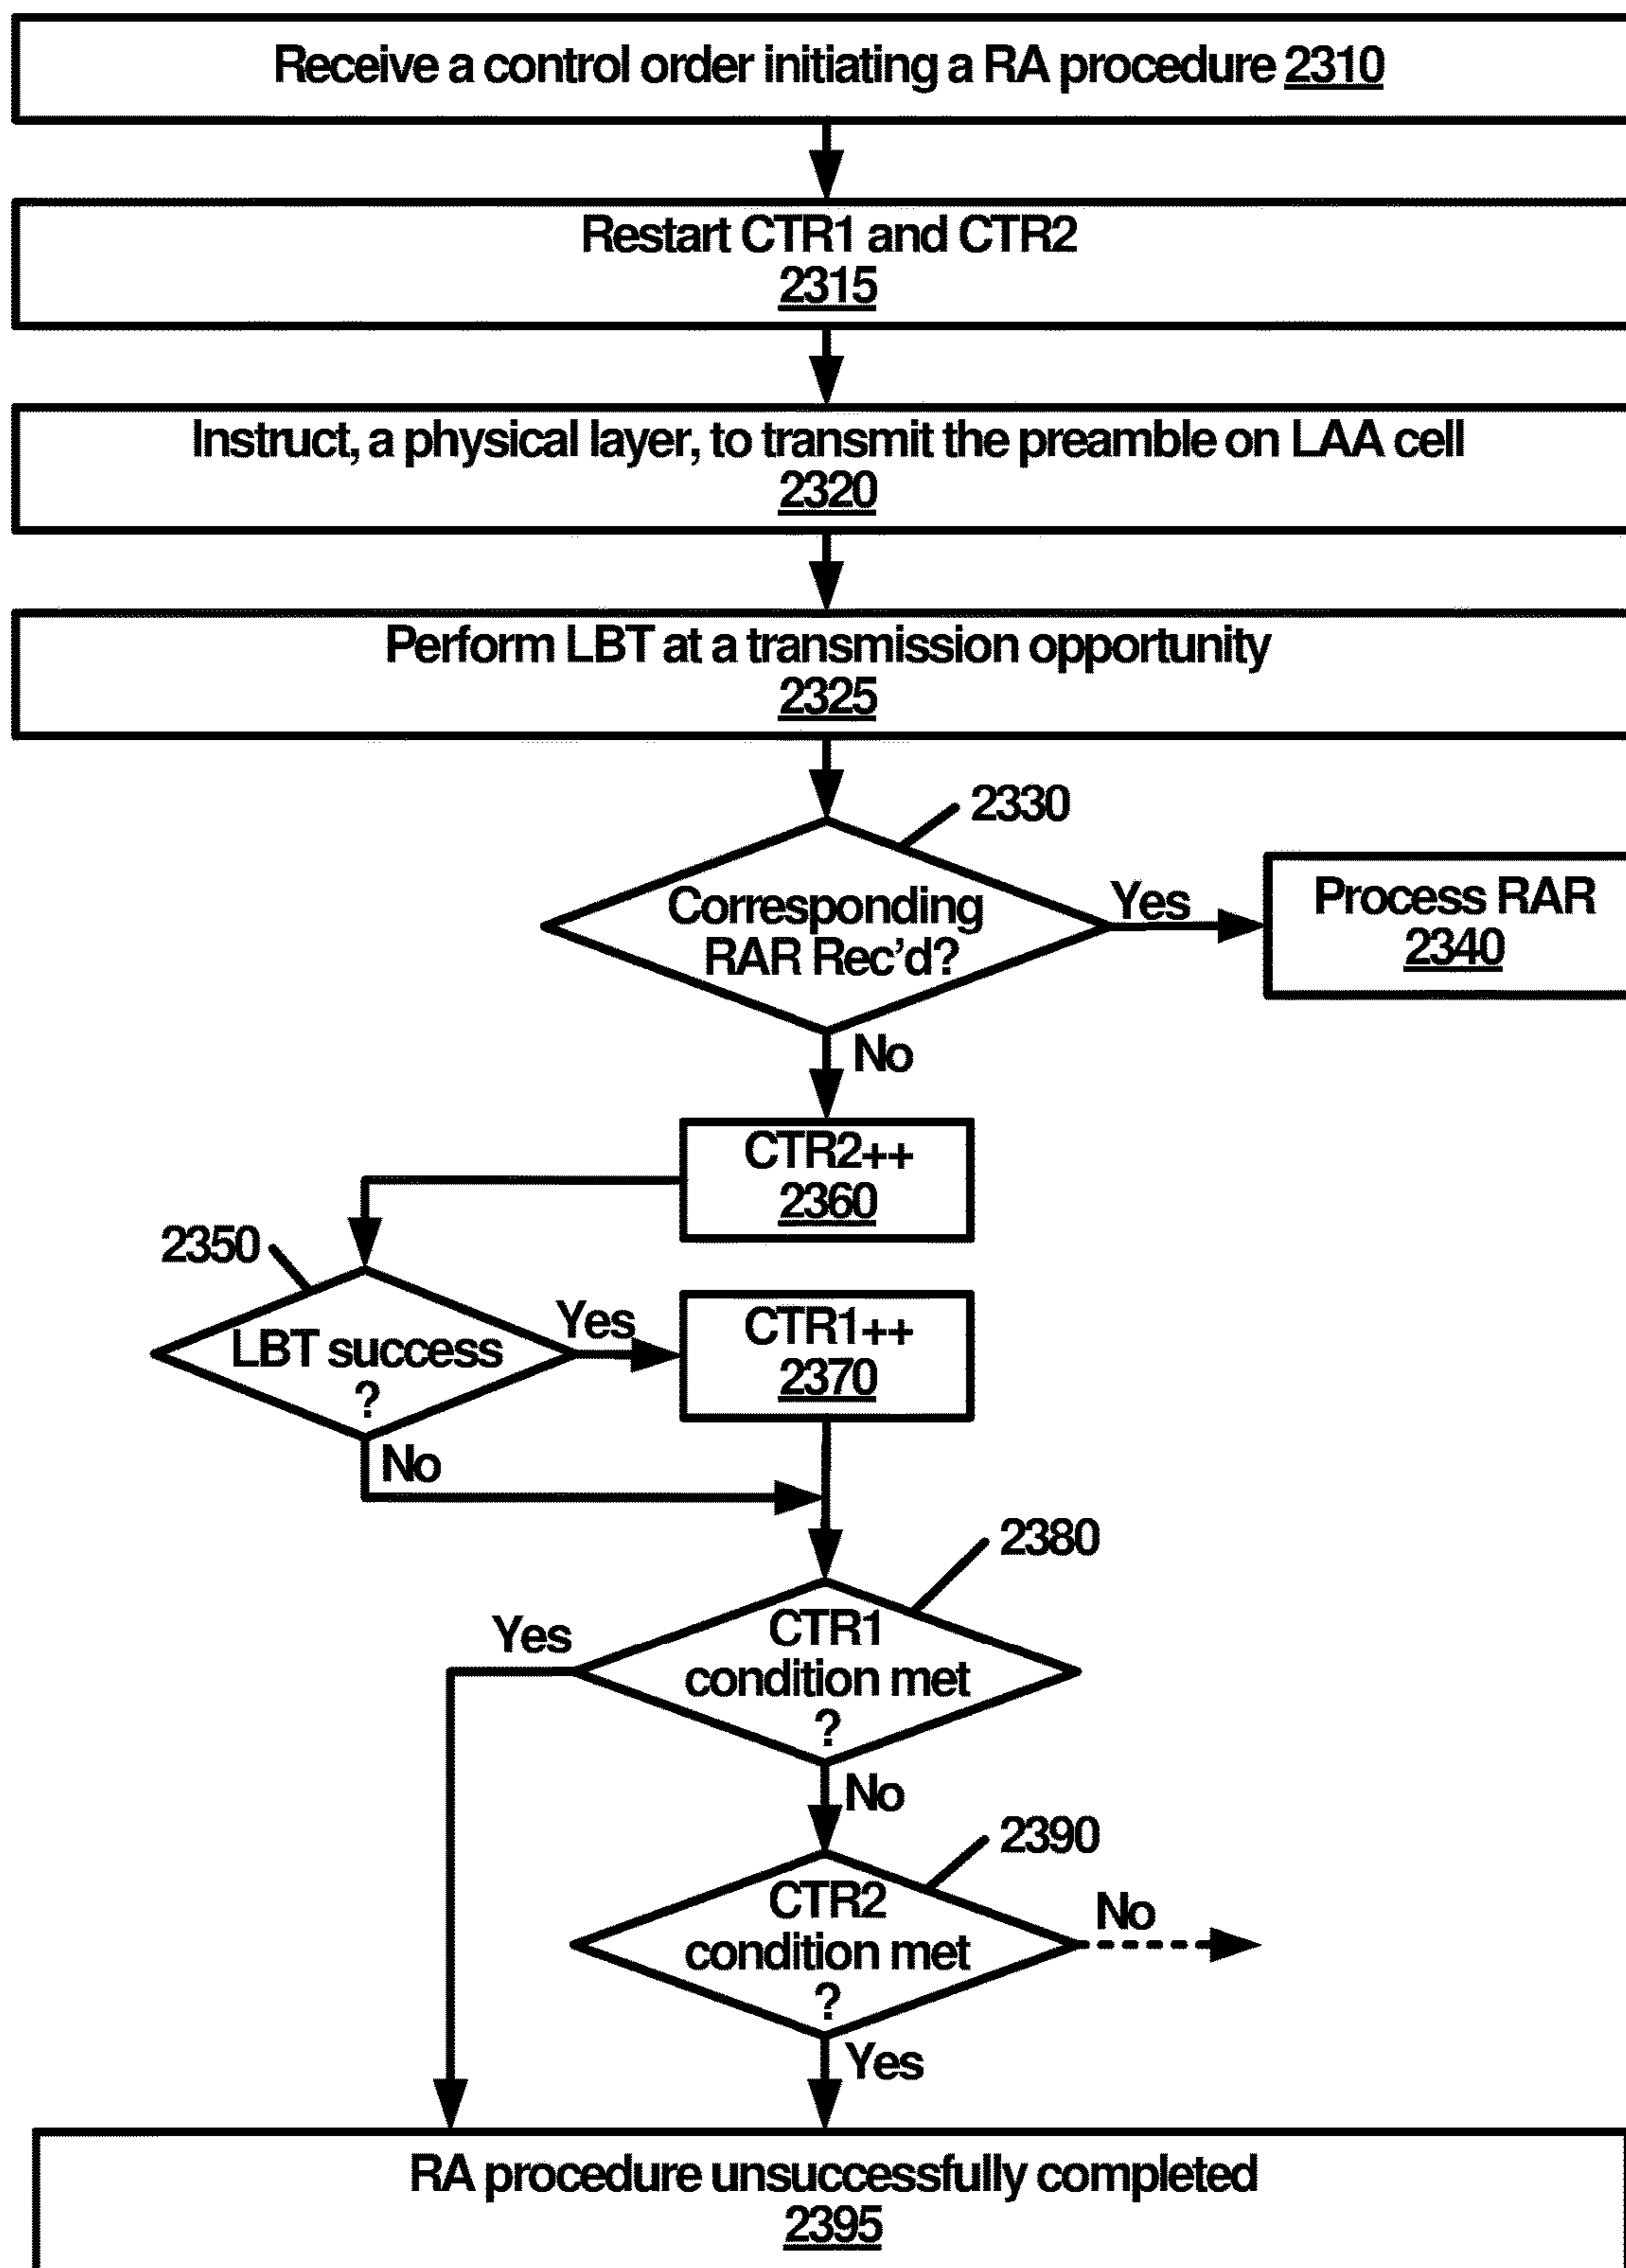 Receive a control order initiating a RA procedure 2310
Restart CTR1 and CTR2
2315
Instruct, a physical layer, to transmit the preamble on LAA cell
2320
Perform LBT at a transmission opportunity
2325
2330
Corresponding
RAR Rec'd?
Yes
Process RAR
2340
No
CTR2++
2360
2350
LBT success
?
Yes
CTR1++
2370
No
2380
CTR1
condition met
?
Yes
No
2390
CTR2
condition met
?
No
Yes
RA procedure unsuccessfully completed
2395